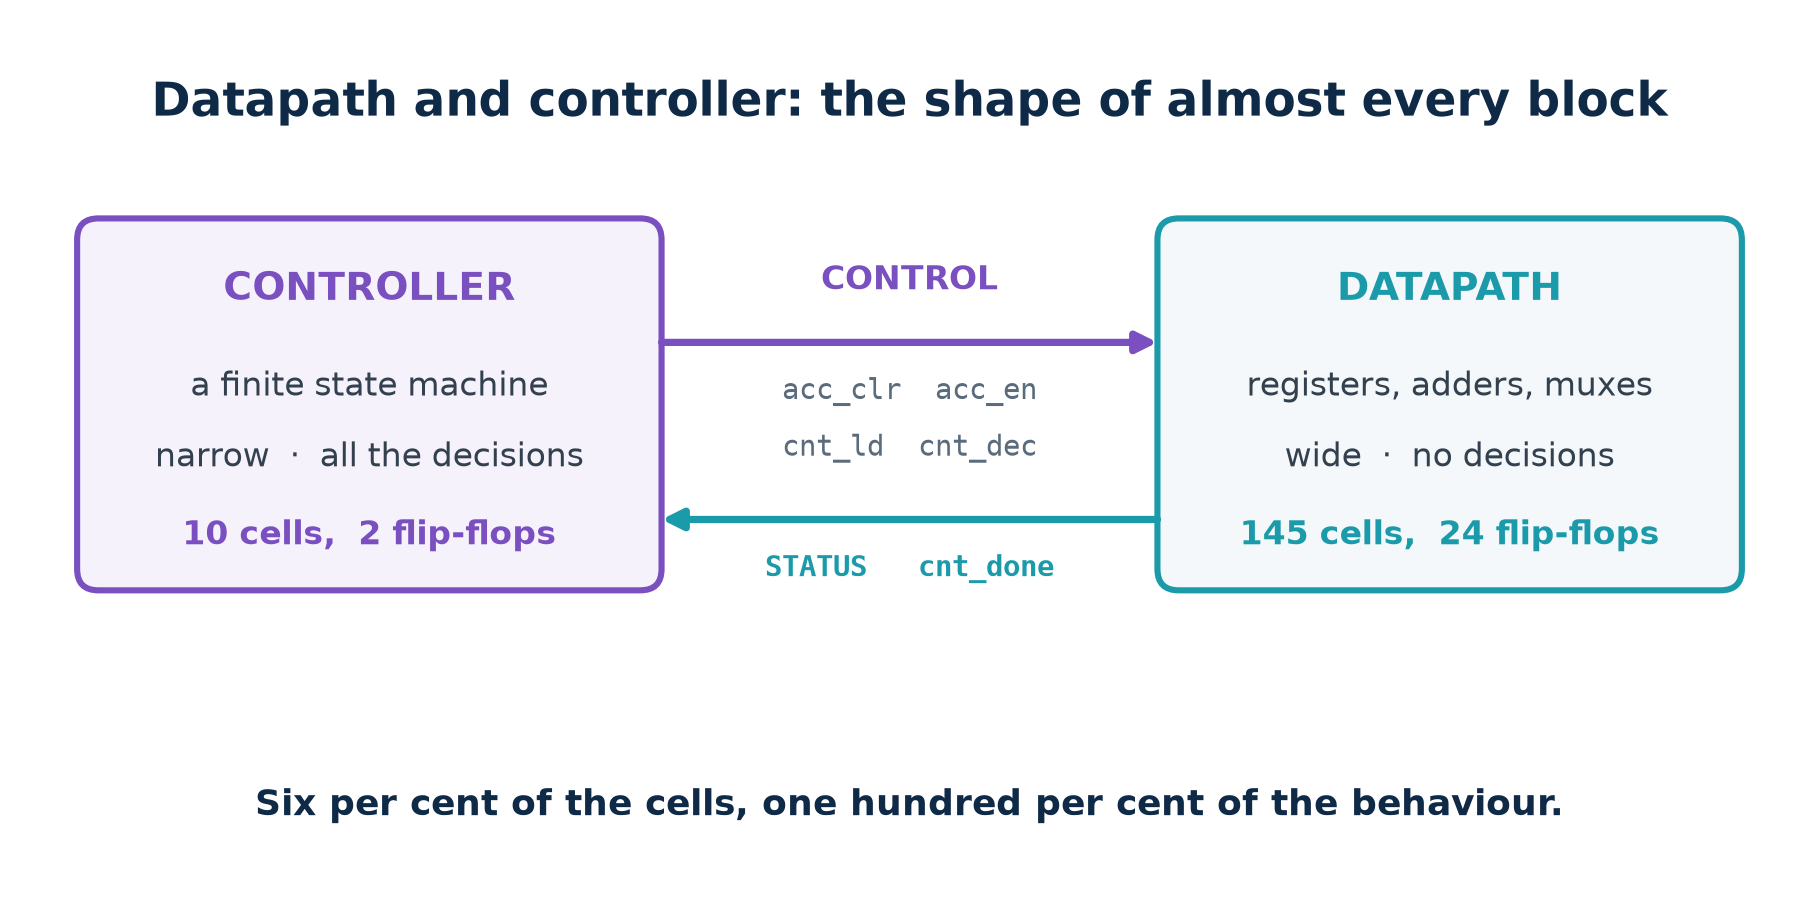 Datapath and controller: the shape of almost every block
CONTROLLER
a finite state machine
narrow · all the decisions
10 cells, 2 flip-flops
CONTROL
acc_clr acc_en
cnt_ld cnt_dec
STATUS cnt_done
DATAPATH
registers, adders, muxes
wide · no decisions
145 cells, 24 flip-flops
Six per cent of the cells, one hundred per cent of the behaviour.